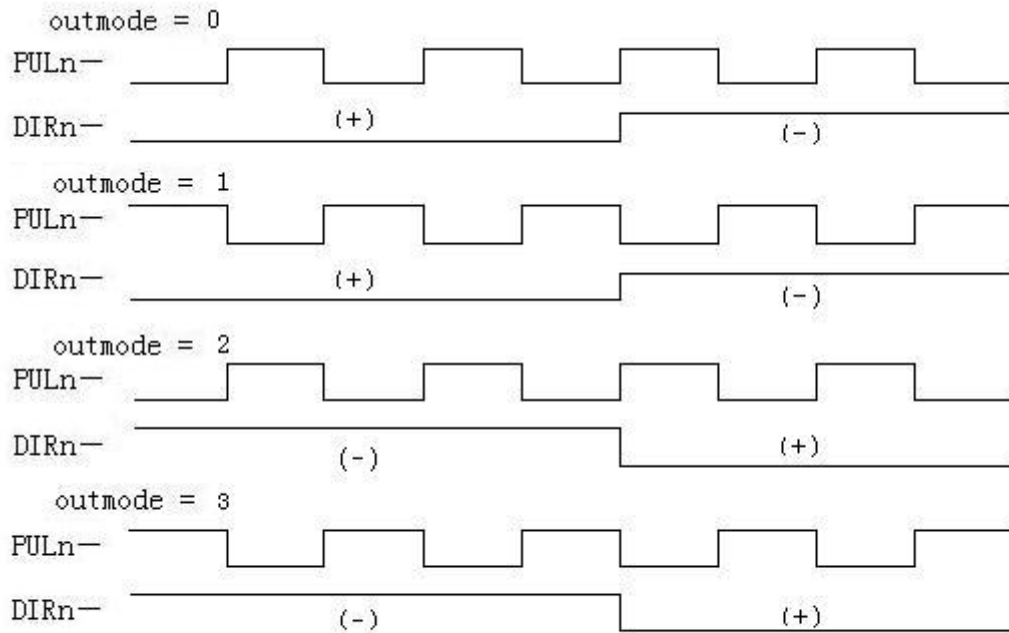 outmode = 0
PULn—
DIRn—
(+)
(-)
outmode = 1
PULn—
DIRn—
(+)
(-)
outmode = 2
PULn—
DIRn—
(-)
(+)
outmode = 3
PULn—
DIRn—
(-)
(+)